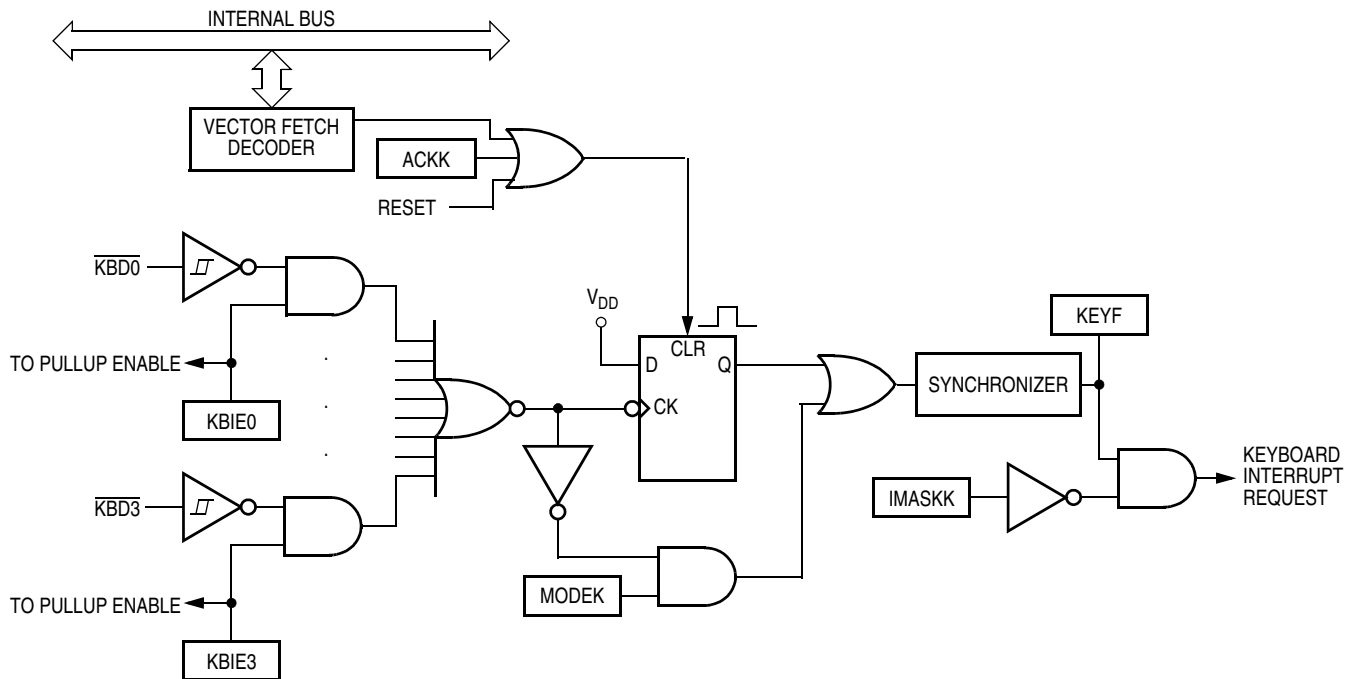 INTERNAL BUS
VECTOR FETCH
DECODER
ACKK
RESET
KBD0
VDD
KEYF
TO PULLUP ENABLE
CLR
D
Q
SYNCHRONIZER
CK
KBIE0
KEYBOARD
INTERRUPT
REQUEST
KBD3
IMASKK
MODEK
TO PULLUP ENABLE
KBIE3